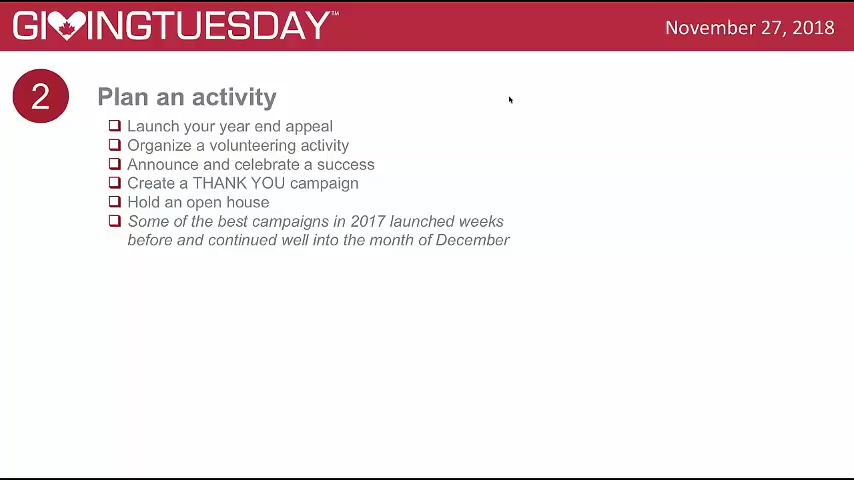 GIVINGTUESDAY™
November 27, 2018
2
Plan an activity
Launch your year end appeal
Organize a volunteering activity
Announce and celebrate a success
Create a THANK YOU campaign
Hold an open house
Some of the best campaigns in 2017 launched weeks
before and continued well into the month of December